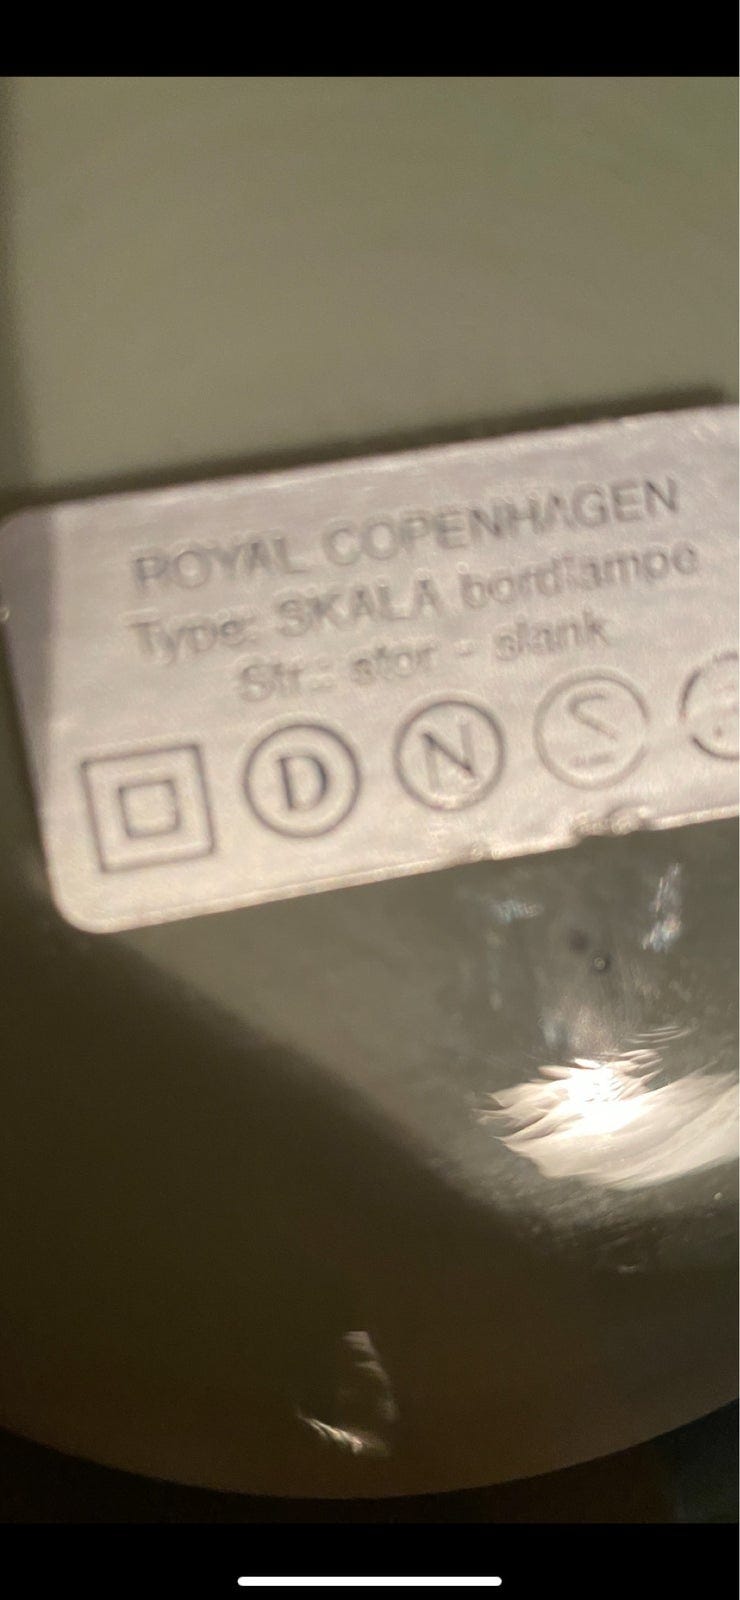 ROYAL COPENHAGEN
Type: SKALA bordlampe
Str.: stor - slank
D N S